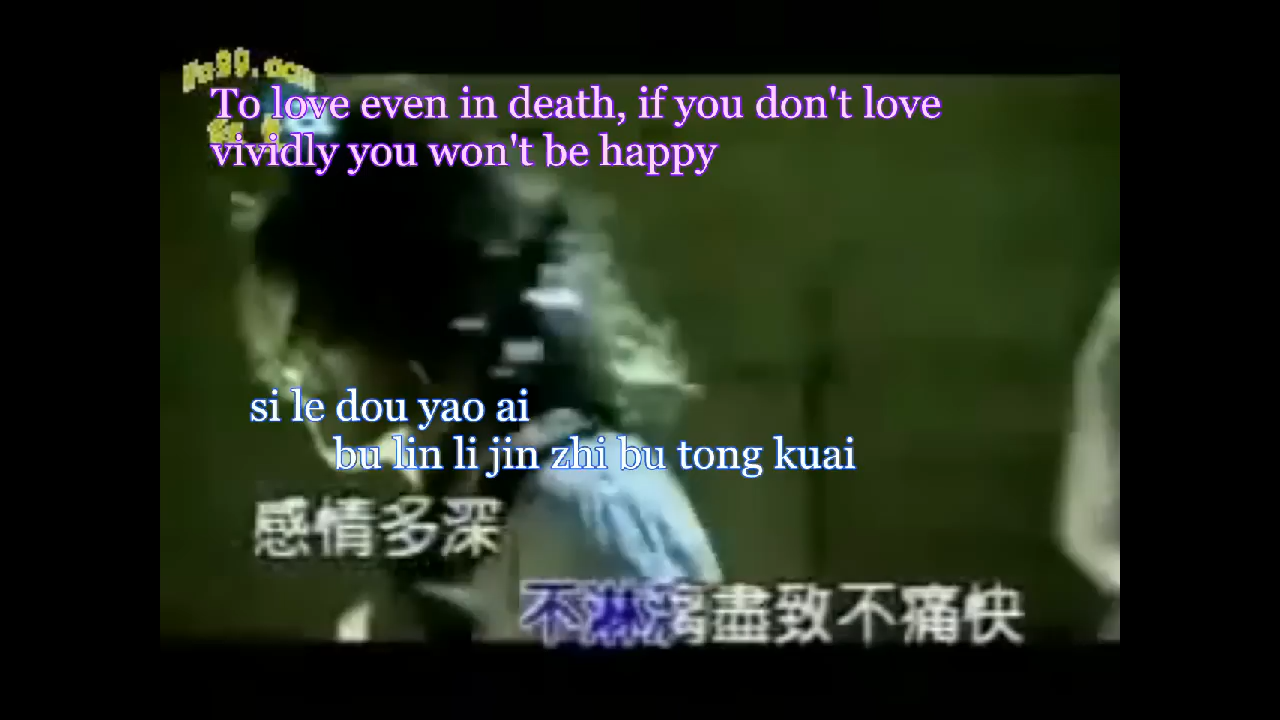 To love even in death, if you don't love
vividly you won't be happy
si le dou yao ai
bu lin li jin zhi bu tong kuai
感情多深
不淋漓盡致不痛快